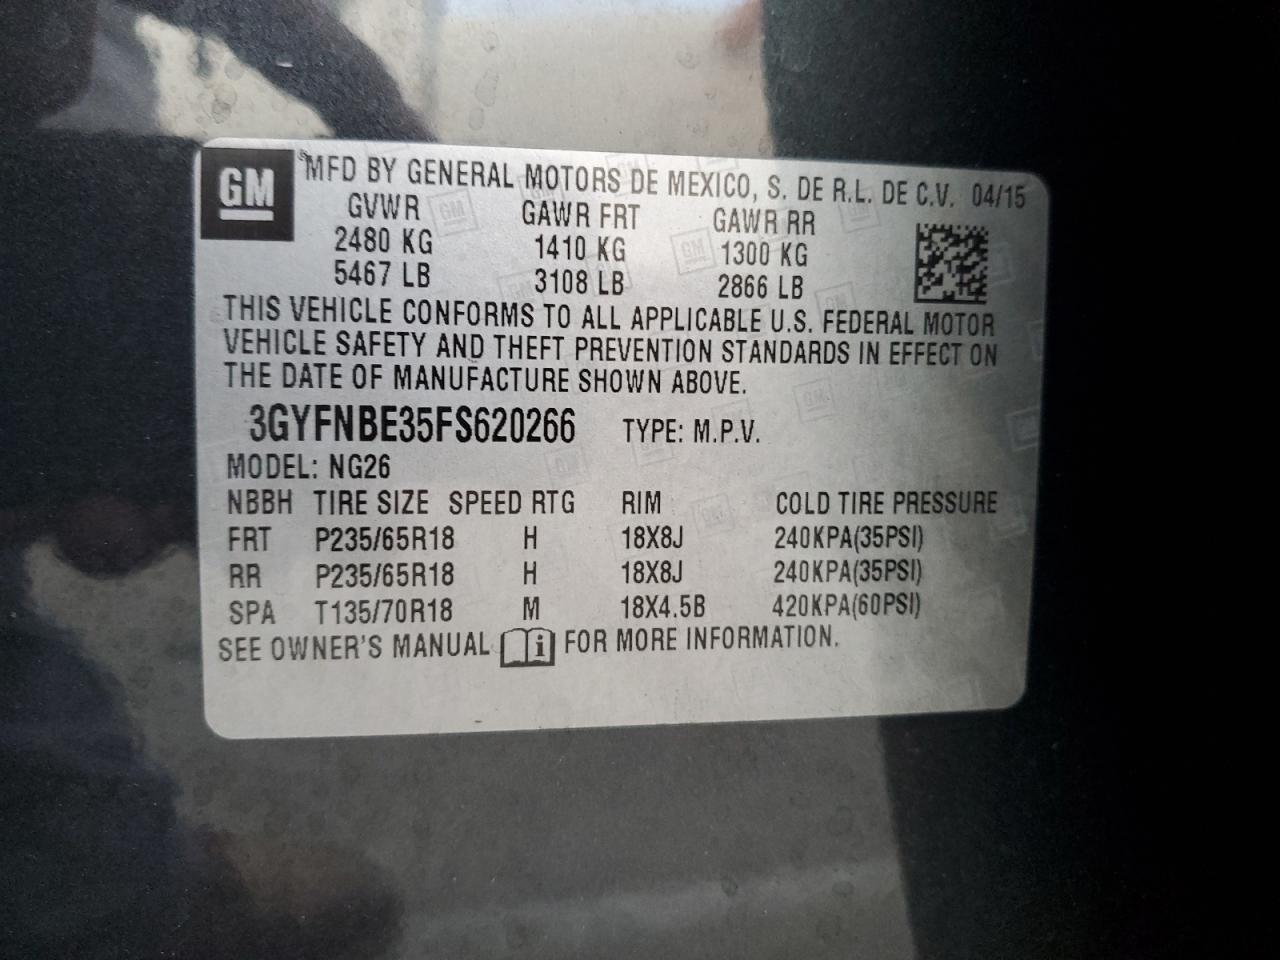 GM
MFD BY GENERAL MOTORS DE MEXICO, S. DE R.L. DE C.V. 04/15
GVWR GAWR FRT GAWR RR
2480 KG 1410 KG 1300 KG
5467 LB 3108 LB 2866 LB
THIS VEHICLE CONFORMS TO ALL APPLICABLE U.S. FEDERAL MOTOR
VEHICLE SAFETY AND THEFT PREVENTION STANDARDS IN EFFECT ON
THE DATE OF MANUFACTURE SHOWN ABOVE.
3GYFNBE35FS620266 TYPE: M.P.V.
MODEL: NG26
NBBH TIRE SIZE SPEED RTG RIM COLD TIRE PRESSURE
FRT P235/65R18 H 18X8J 240KPA(35PSI)
RR P235/65R18 H 18X8J 240KPA(35PSI)
SPA T135/70R18 M 18X4.5B 420KPA(60PSI)
SEE OWNER'S MANUAL i FOR MORE INFORMATION.